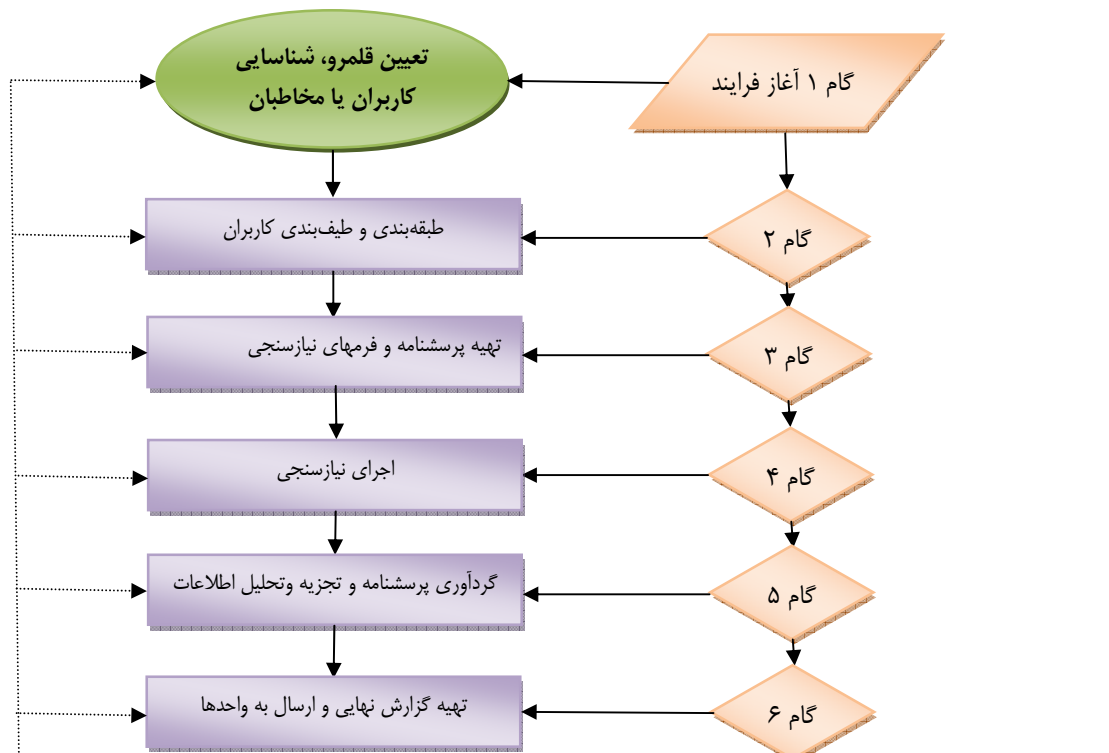 گام ۱ آغاز فرایند
تعیین قلمرو، شناسایی
کاربران یا مخاطبان
گام ۲
طبقه‌بندی و طیف‌بندی کاربران
گام ۳
تهیه پرسشنامه و فرمهای نیازسنجی
گام ۴
اجرای نیازسنجی
گام ۵
گردآوری پرسشنامه و تجزیه وتحلیل اطلاعات
گام ۶
تهیه گزارش نهایی و ارسال به واحدها